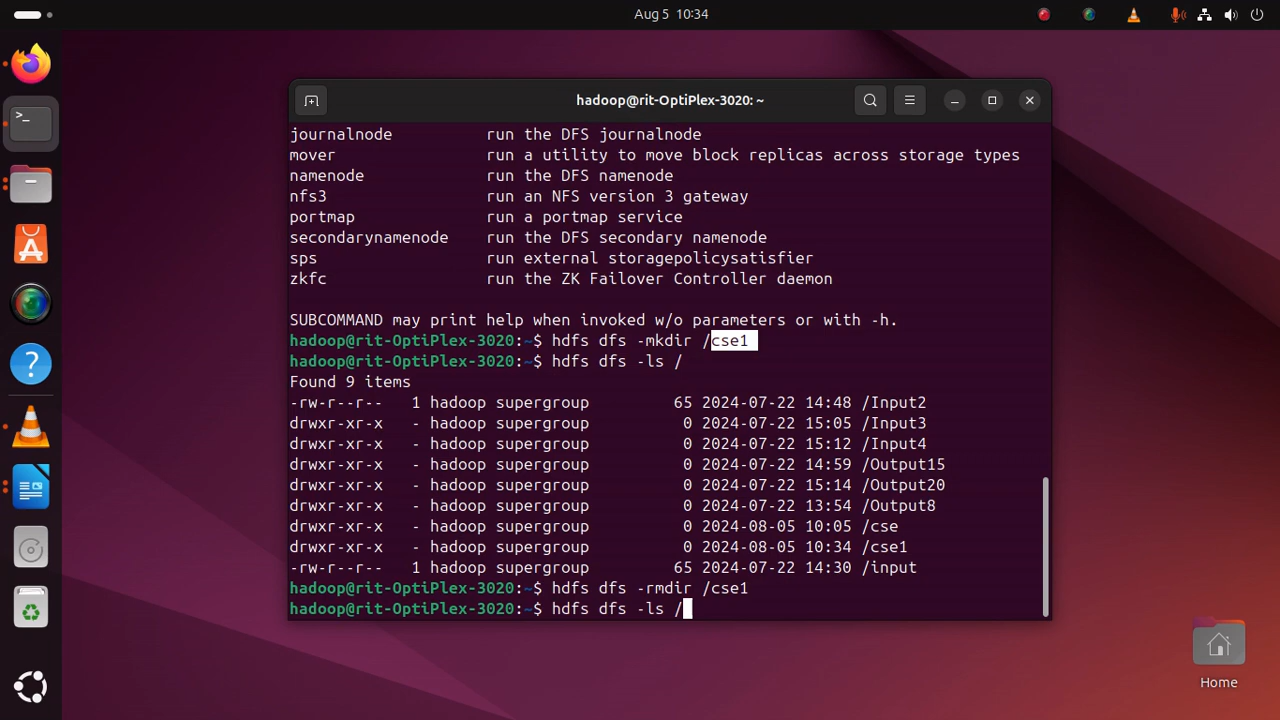 Aug 5 10:34
hadoop@rit-OptiPlex-3020: ~
journalnode run the DFS journalnode
mover run a utility to move block replicas across storage types
namenode run the DFS namenode
nfs3 run an NFS version 3 gateway
portmap run a portmap service
secondarynamenode run the DFS secondary namenode
sps run external storagepolicysatisfier
zkfc run the ZK Failover Controller daemon
SUBCOMMAND may print help when invoked w/o parameters or with -h.
hadoop@rit-OptiPlex-3020:~$ hdfs dfs -mkdir /cse1
hadoop@rit-OptiPlex-3020:~$ hdfs dfs -ls /
Found 9 items
-rw-r--r-- 1 hadoop supergroup 65 2024-07-22 14:48 /Input2
drwxr-xr-x - hadoop supergroup 0 2024-07-22 15:05 /Input3
drwxr-xr-x - hadoop supergroup 0 2024-07-22 15:12 /Input4
drwxr-xr-x - hadoop supergroup 0 2024-07-22 14:59 /Output15
drwxr-xr-x - hadoop supergroup 0 2024-07-22 15:14 /Output20
drwxr-xr-x - hadoop supergroup 0 2024-07-22 13:54 /Output8
drwxr-xr-x - hadoop supergroup 0 2024-08-05 10:05 /cse
drwxr-xr-x - hadoop supergroup 0 2024-08-05 10:34 /cse1
-rw-r--r-- 1 hadoop supergroup 65 2024-07-22 14:30 /input
hadoop@rit-OptiPlex-3020:~$ hdfs dfs -rmdir /cse1
hadoop@rit-OptiPlex-3020:~$ hdfs dfs -ls /
Home